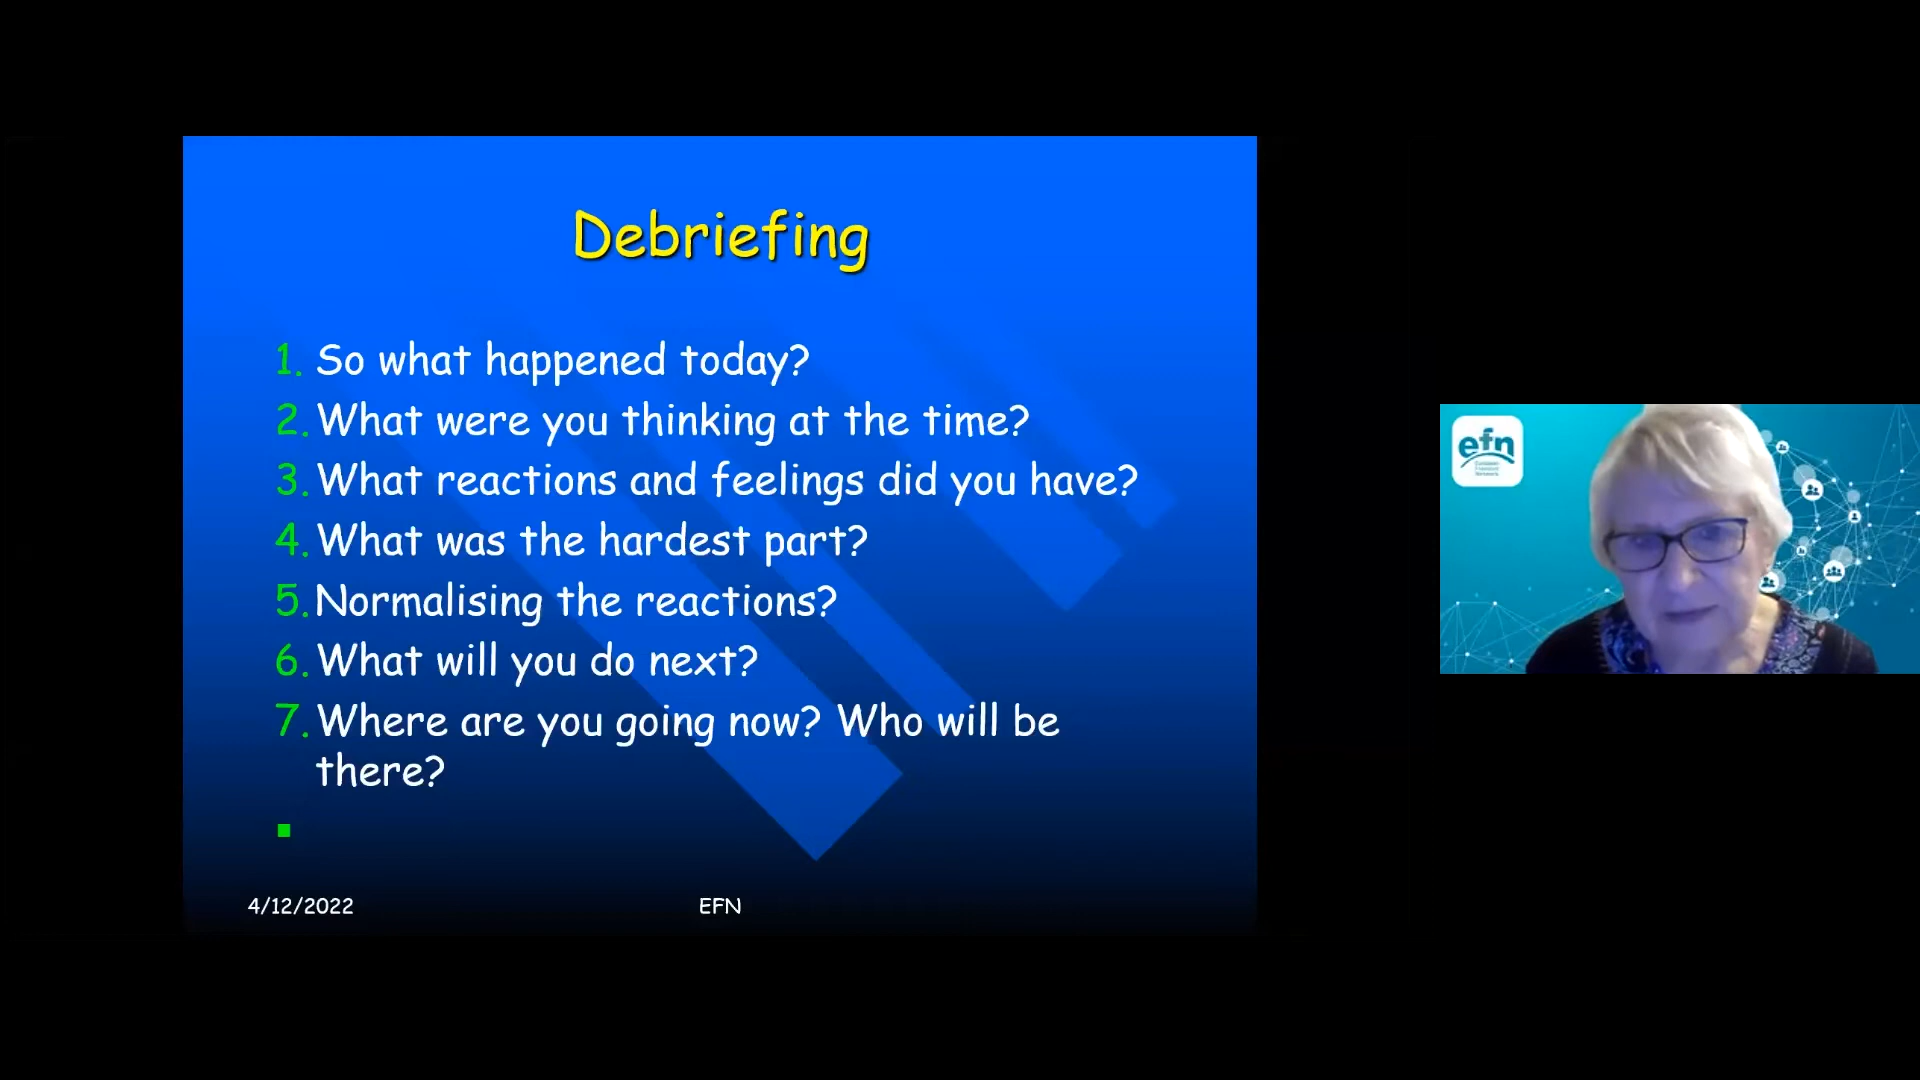 Debriefing
1. So what happened today?
2. What were you thinking at the time?
3. What reactions and feelings did you have?
4. What was the hardest part?
5. Normalising the reactions?
6. What will you do next?
7. Where are you going now? Who will be
there?
4/12/2022
EFN
efn